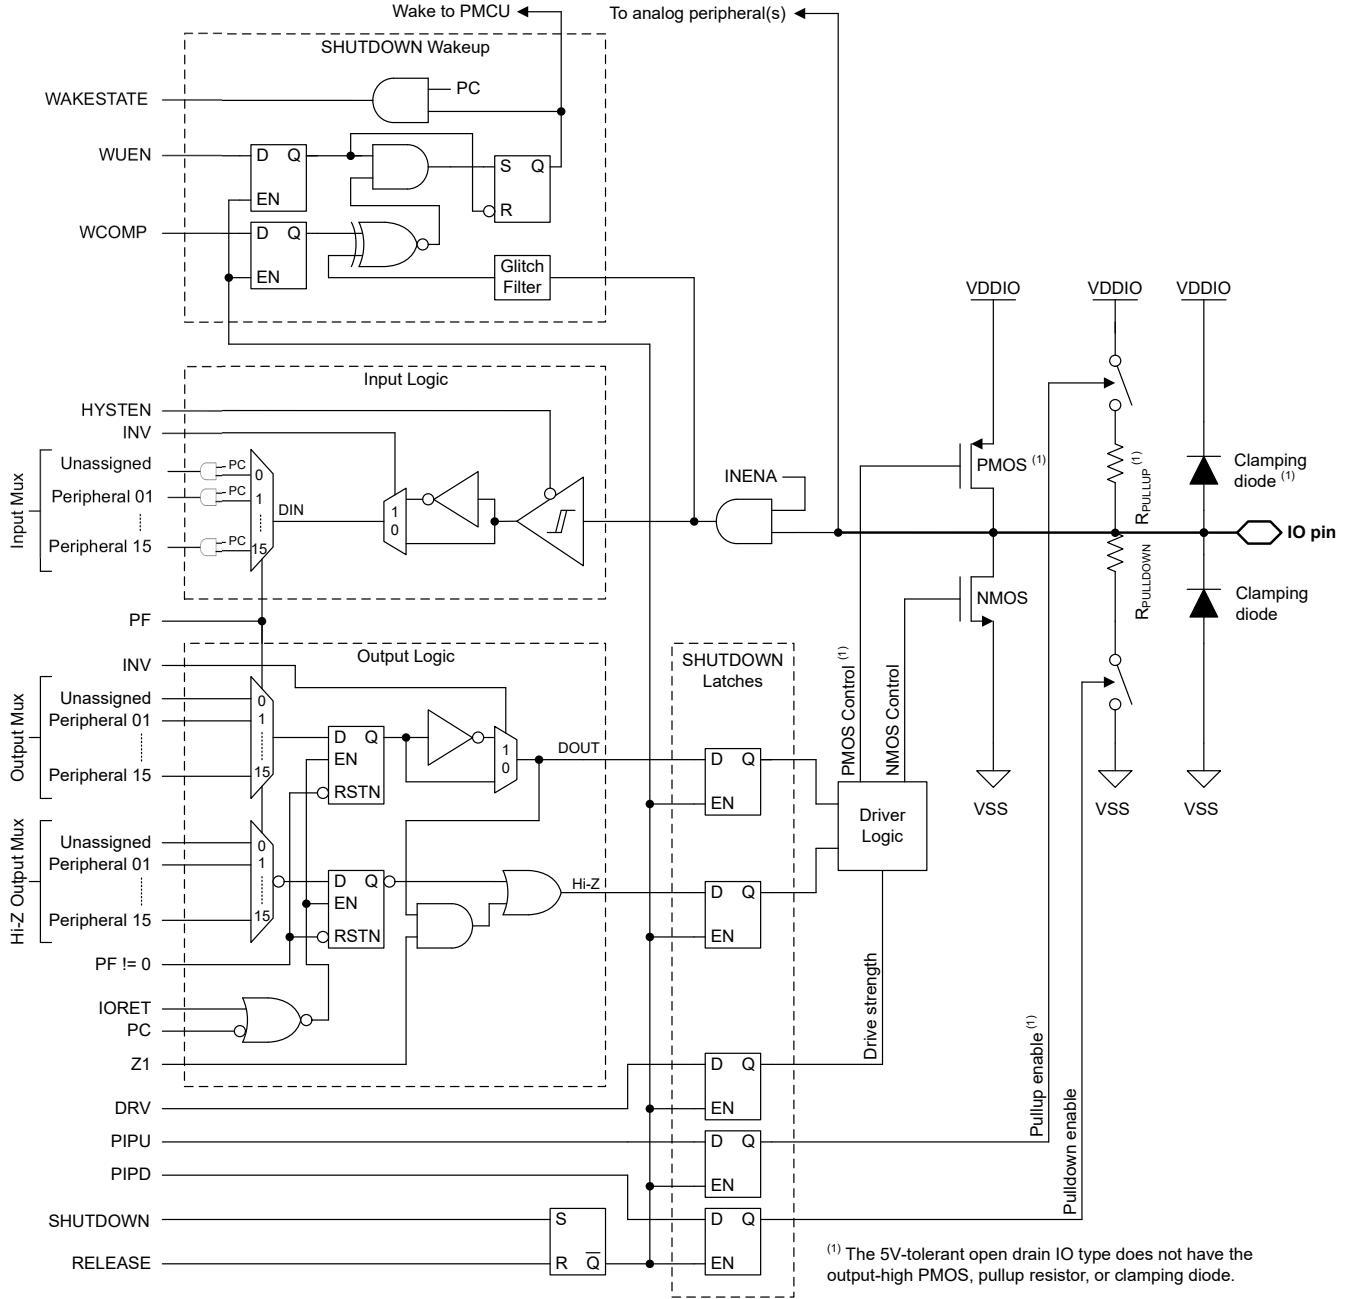 Wake to PMCU
To analog peripheral(s)
SHUTDOWN Wakeup
WAKESTATE
PC
WUEN
D Q
EN
S Q
R
WCOMP
D Q
EN
Glitch
Filter
VDDIO
VDDIO
VDDIO
Input Logic
HYSTEN
INV
Input Mux
Unassigned
PC
0
Peripheral 01
PC
1
Peripheral 15
PC
15
DIN
1
0
INENA
PMOS (1)
RPULLUP (1)
Clamping
diode (1)
IO pin
NMOS
RPULLDOWN
Clamping
diode
VSS
VSS
VSS
PF
Output Logic
INV
Output Mux
Unassigned
0
Peripheral 01
1
Peripheral 15
15
D Q
EN
RSTN
1
0
DOUT
SHUTDOWN
Latches
D Q
EN
PMOS Control (1)
NMOS Control
Driver
Logic
Hi-Z Output Mux
Unassigned
0
Peripheral 01
1
Peripheral 15
15
D Q
EN
RSTN
Hi-Z
D Q
EN
PF != 0
IORET
PC
Z1
Drive strength
D Q
EN
DRV
PIPU
D Q
EN
Pullup enable (1)
PIPD
D Q
EN
Pulldown enable
SHUTDOWN
S
RELEASE
R Q
(1) The 5V-tolerant open drain IO type does not have the
output-high PMOS, pullup resistor, or clamping diode.